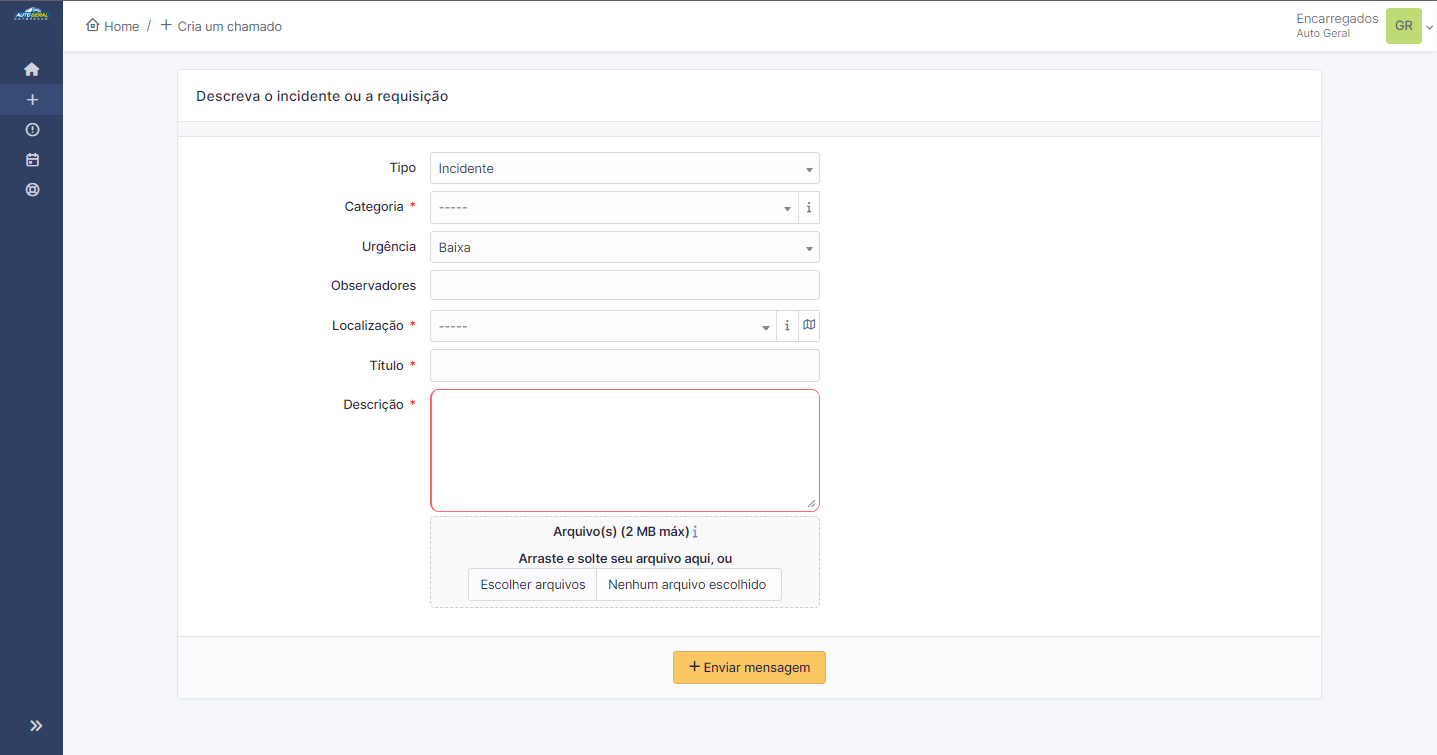 AUTO GERAL
Home / + Cria um chamado
Encarregados
Auto Geral
GR
Descreva o incidente ou a requisição
Tipo Incidente
Categoria * -----
Urgência Baixa
Observadores
Localização * -----
Título *
Descrição *
Arquivo(s) (2 MB máx)
Arraste e solte seu arquivo aqui, ou
Escolher arquivos Nenhum arquivo escolhido
+ Enviar mensagem